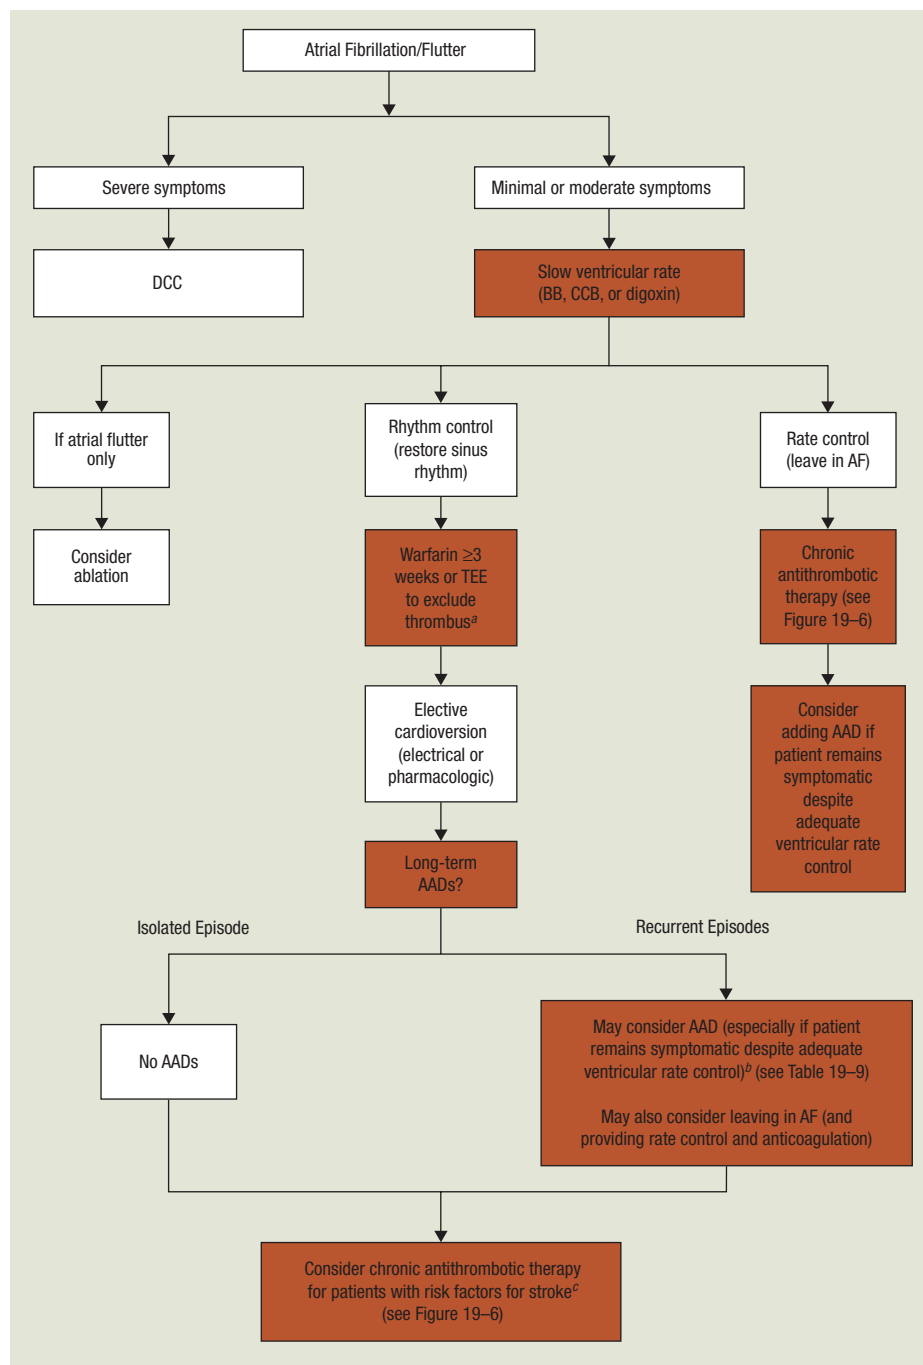 Atrial Fibrillation/Flutter
Severe symptoms
Minimal or moderate symptoms
DCC
Slow ventricular rate
(BB, CCB, or digoxin)
If atrial flutter
only
Rhythm control
(restore sinus
rhythm)
Rate control
(leave in AF)
Consider
ablation
Warfarin ≥3
weeks or TEE
to exclude
thrombusᵃ
Chronic
antithrombotic
therapy (see
Figure 19–6)
Elective
cardioversion
(electrical or
pharmacologic)
Consider
adding AAD if
patient remains
symptomatic
despite
adequate
ventricular rate
control
Long-term
AADs?
Isolated Episode
Recurrent Episodes
No AADs
May consider AAD (especially if patient
remains symptomatic despite adequate
ventricular rate control)ᵇ (see Table 19–9)
May also consider leaving in AF (and
providing rate control and anticoagulation)
Consider chronic antithrombotic therapy
for patients with risk factors for strokeᶜ
(see Figure 19–6)